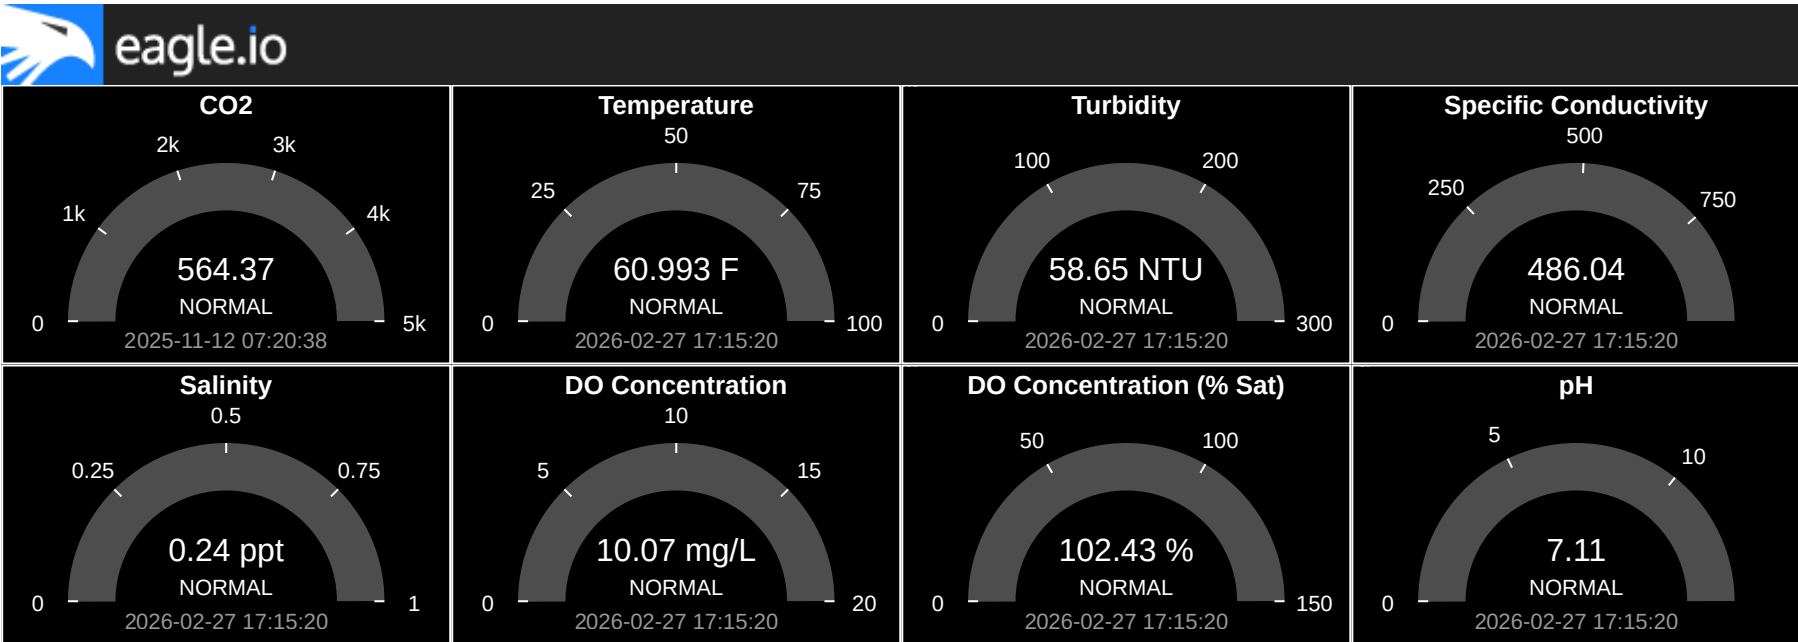 eagle.io
CO2
2k
3k
1k
4k
564.37
NORMAL
0
5k
2025-11-12 07:20:38
Temperature
50
25
75
60.993 F
NORMAL
0
100
2026-02-27 17:15:20
Turbidity
100
200
58.65 NTU
NORMAL
0
300
2026-02-27 17:15:20
Specific Conductivity
500
250
750
486.04
NORMAL
0
2026-02-27 17:15:20
Salinity
0.5
0.25
0.75
0.24 ppt
NORMAL
0
1
2026-02-27 17:15:20
DO Concentration
10
5
15
10.07 mg/L
NORMAL
0
20
2026-02-27 17:15:20
DO Concentration (% Sat)
50
100
102.43 %
NORMAL
0
150
2026-02-27 17:15:20
pH
5
10
7.11
NORMAL
0
2026-02-27 17:15:20